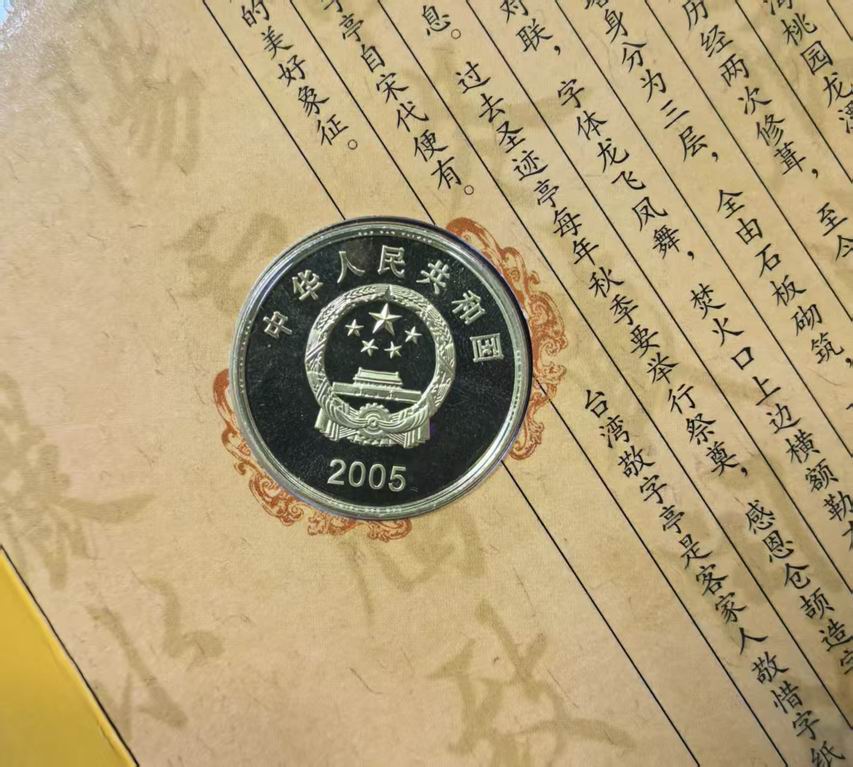 中华人民共和国
2005
桃园龙潭
历经两次修葺，至今
身分为三层，全由石板砌筑，
对联，字体龙飞凤舞，焚火口上边横额勒
息。过去圣迹亭每年秋季要举行祭奠，感恩仓颉造字
亭自宋代便有。台湾敬字亭是客家人敬惜字纸
的美好象征。